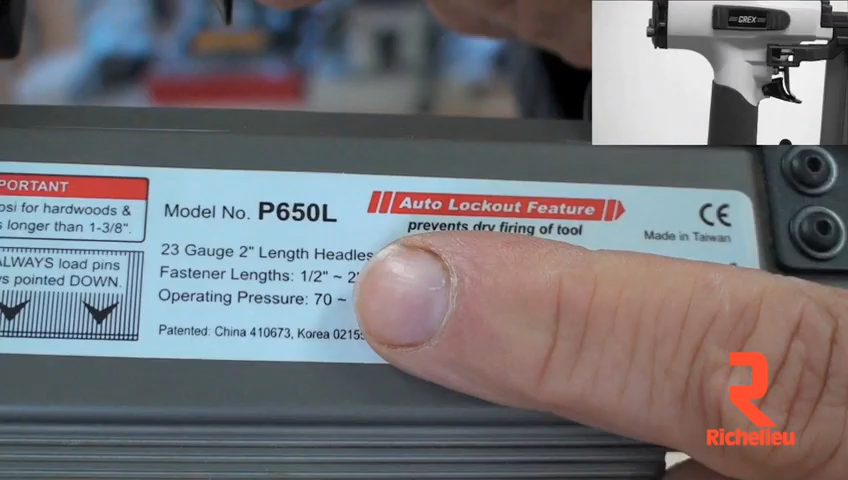 GREX
PORTANT
psi for hardwoods &
s longer than 1-3/8".
ALWAYS load pins
s pointed DOWN.
Model No. P650L
23 Gauge 2" Length Headles
Fastener Lengths: 1/2" ~ 2"
Operating Pressure: 70 ~
Patented: China 410673, Korea 02155
Auto Lockout Feature
prevents dry firing of tool
CE
Made in Taiwan
R
Richelieu